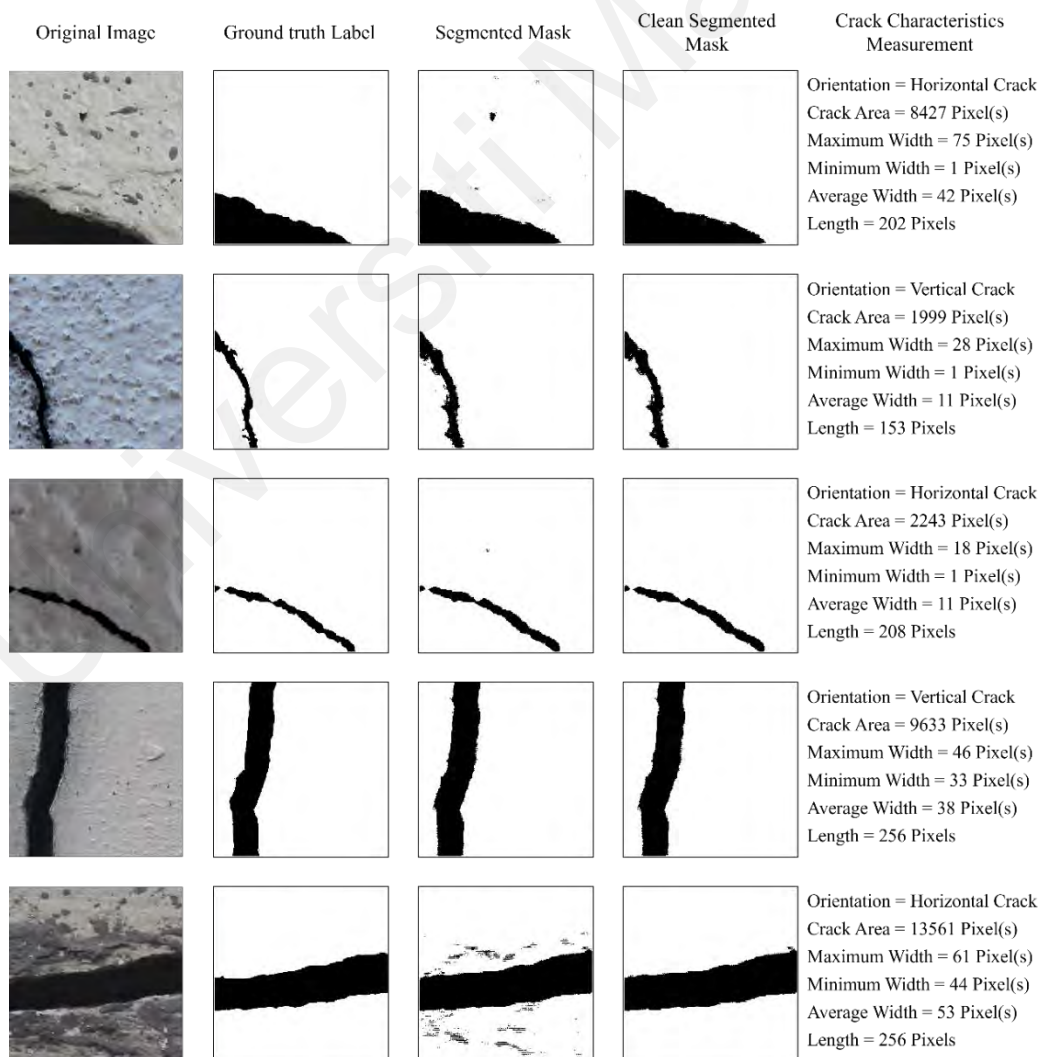 Original Image
Ground truth Label
Segmented Mask
Clean Segmented
Mask
Crack Characteristics
Measurement
Orientation = Horizontal Crack
Crack Area = 8427 Pixel(s)
Maximum Width = 75 Pixel(s)
Minimum Width = 1 Pixel(s)
Average Width = 42 Pixel(s)
Length = 202 Pixels
Orientation = Vertical Crack
Crack Area = 1999 Pixel(s)
Maximum Width = 28 Pixel(s)
Minimum Width = 1 Pixel(s)
Average Width = 11 Pixel(s)
Length = 153 Pixels
Orientation = Horizontal Crack
Crack Area = 2243 Pixel(s)
Maximum Width = 18 Pixel(s)
Minimum Width = 1 Pixel(s)
Average Width = 11 Pixel(s)
Length = 208 Pixels
Orientation = Vertical Crack
Crack Area = 9633 Pixel(s)
Maximum Width = 46 Pixel(s)
Minimum Width = 33 Pixel(s)
Average Width = 38 Pixel(s)
Length = 256 Pixels
Orientation = Horizontal Crack
Crack Area = 13561 Pixel(s)
Maximum Width = 61 Pixel(s)
Minimum Width = 44 Pixel(s)
Average Width = 53 Pixel(s)
Length = 256 Pixels